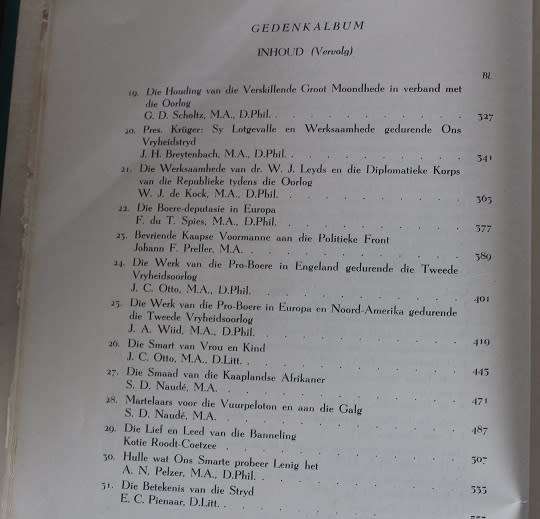 GEDENKALBUM
INHOUD (Vervolg)
Bl.
19. Die Houding van die Verskillende Groot Moondhede in verband met
die Oorlog
G. D. Scholtz, M.A., D.Phil. . . . . . . . 327
20. Pres. Krüger: Sy Lotgevalle en Werksaamhede gedurende Ons
Vryheidstryd
J. H. Breytenbach, M.A., D.Phil. . . . . . . . 341
21. Die Werksaamhede van dr. W. J. Leyds en die Diplomatieke Korps
van die Republieke tydens die Oorlog
W. J. de Kock, M.A., D.Phil. . . . . . . . 363
22. Die Boere-deputasie in Europa
F. du T. Spies, M.A., D.Phil. . . . . . . . 377
23. Bevriende Kaapse Voormanne aan die Politieke Front
Johann F. Preller, M.A. . . . . . . . 389
24. Die Werk van die Pro-Boere in Engeland gedurende die Tweede
Vryheidsoorlog
J. C. Otto, M.A., D.Phil. . . . . . . . 401
25. Die Werk van die Pro-Boere in Europa en Noord-Amerika gedurende
die Tweede Vryheidsoorlog
J. A. Wiid, M.A., D.Phil. . . . . . . . 419
26. Die Smart van Vrou en Kind
J. C. Otto, M.A., D.Litt. . . . . . . . 443
27. Die Smaad van die Kaaplandse Afrikaner
S. D. Naudé, M.A. . . . . . . . 471
28. Martelaars voor die Vuurpeloton en aan die Galg
S. D. Naudé, M.A. . . . . . . . 487
29. Die Lief en Leed van die Banneling
Kotie Roodt-Coetzee . . . . . . . 507
30. Hulle wat Ons Smarte probeer Lenig het
A. N. Pelzer, M.A., D.Phil. . . . . . . . 533
31. Die Betekenis van die Stryd
E. C. Pienaar, D.Litt. . . . . . . .